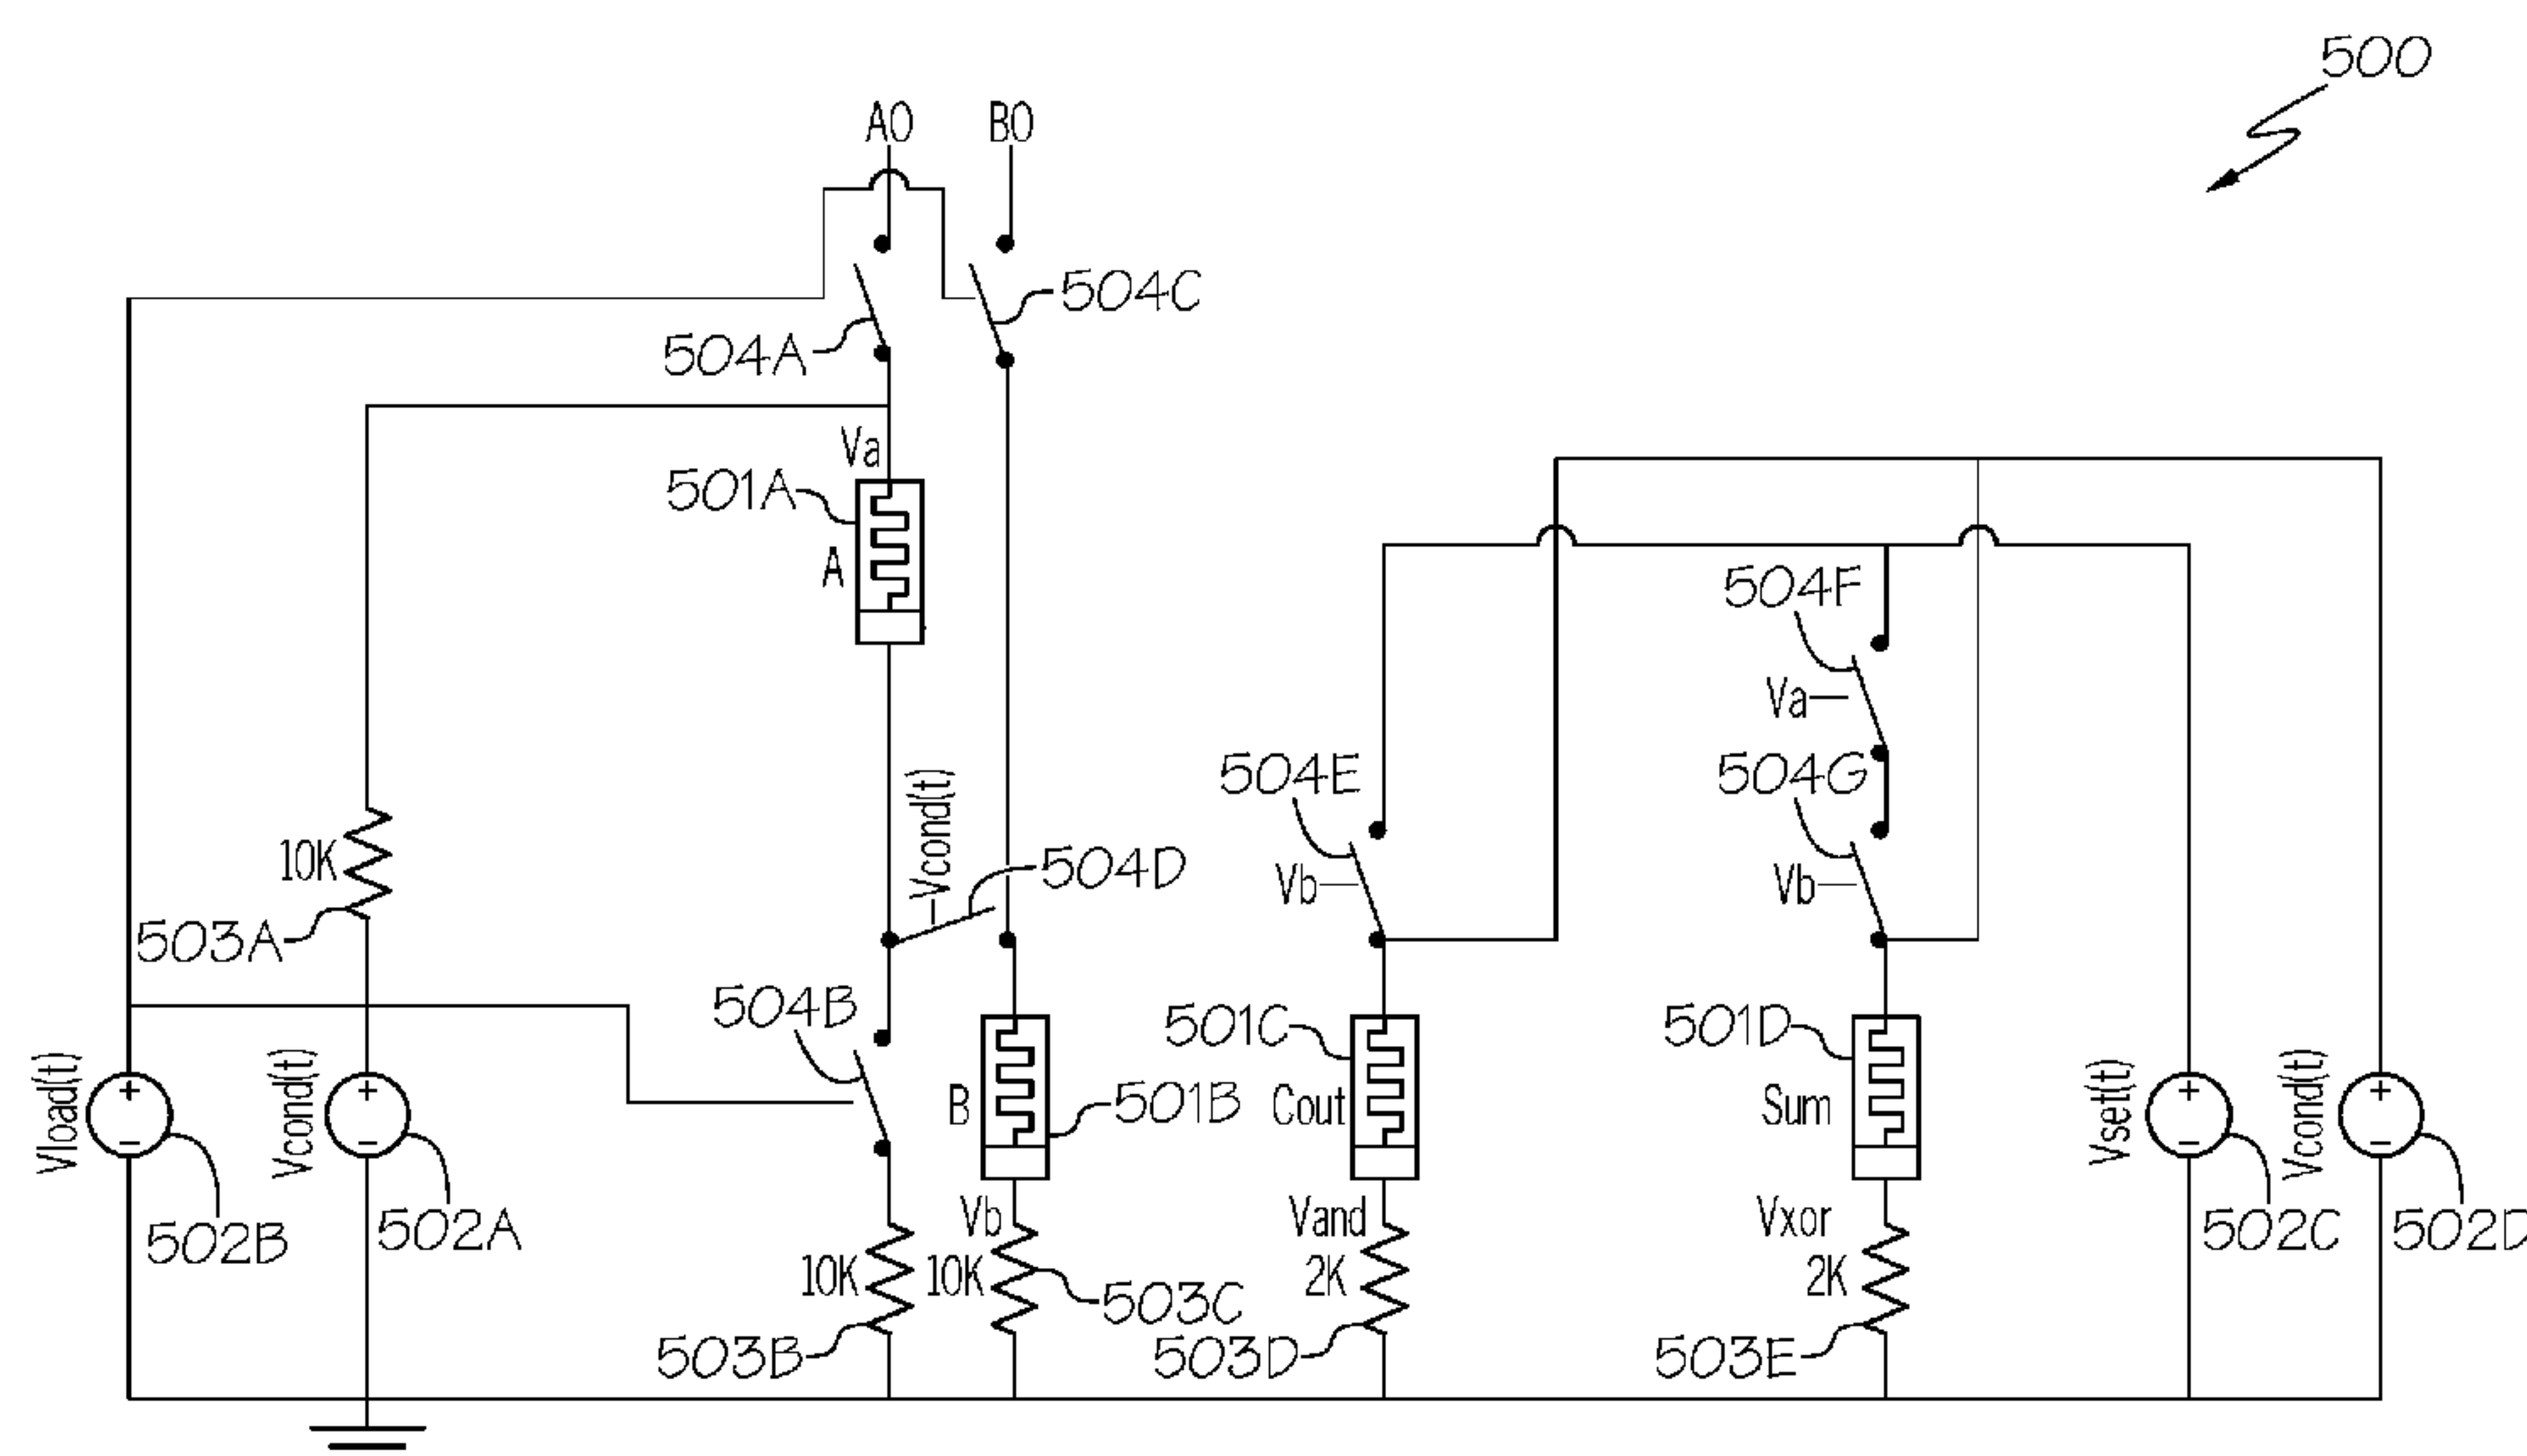 500
A0
B0
504C
504A
Va
501A
A
504F
Va
504E
504G
Vcond(t)
10K
504D
Vb
Vb
503A
504B
501C
501D
Vload(t)
+
-
Vcond(t)
+
-
B
501B
Cout
Sum
Vset(t)
+
-
Vcond(t)
+
-
502B
502A
Vb
Vand
Vxor
502C
502D
10K
10K
503C
2K
2K
503B
503D
503E